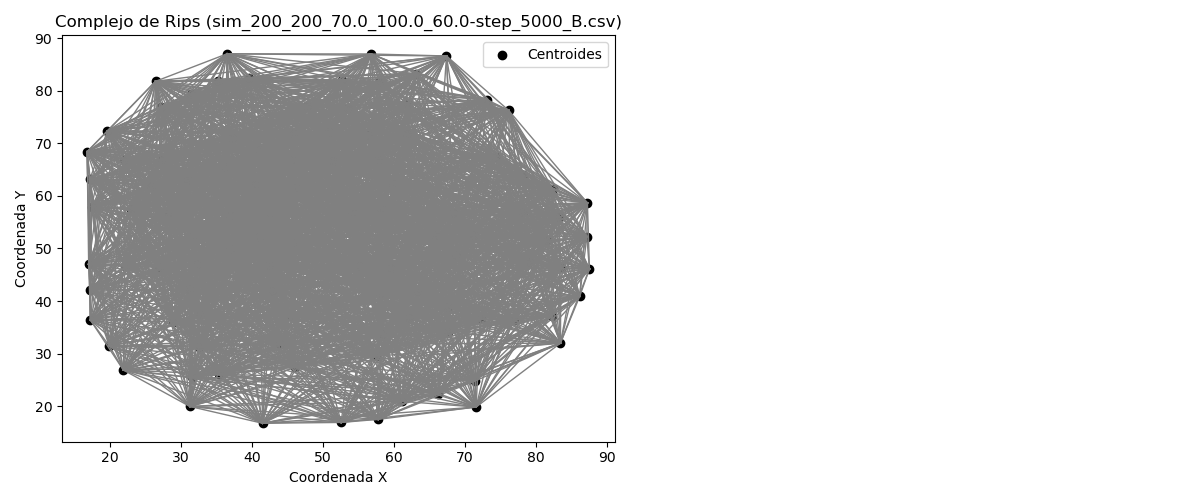 Complejo de Rips (sim_200_200_70.0_100.0_60.0-step_5000_B.csv)
Centroides
90
80
70
60
50
40
30
20
Coordenada Y
20 30 40 50 60 70 80 90
Coordenada X